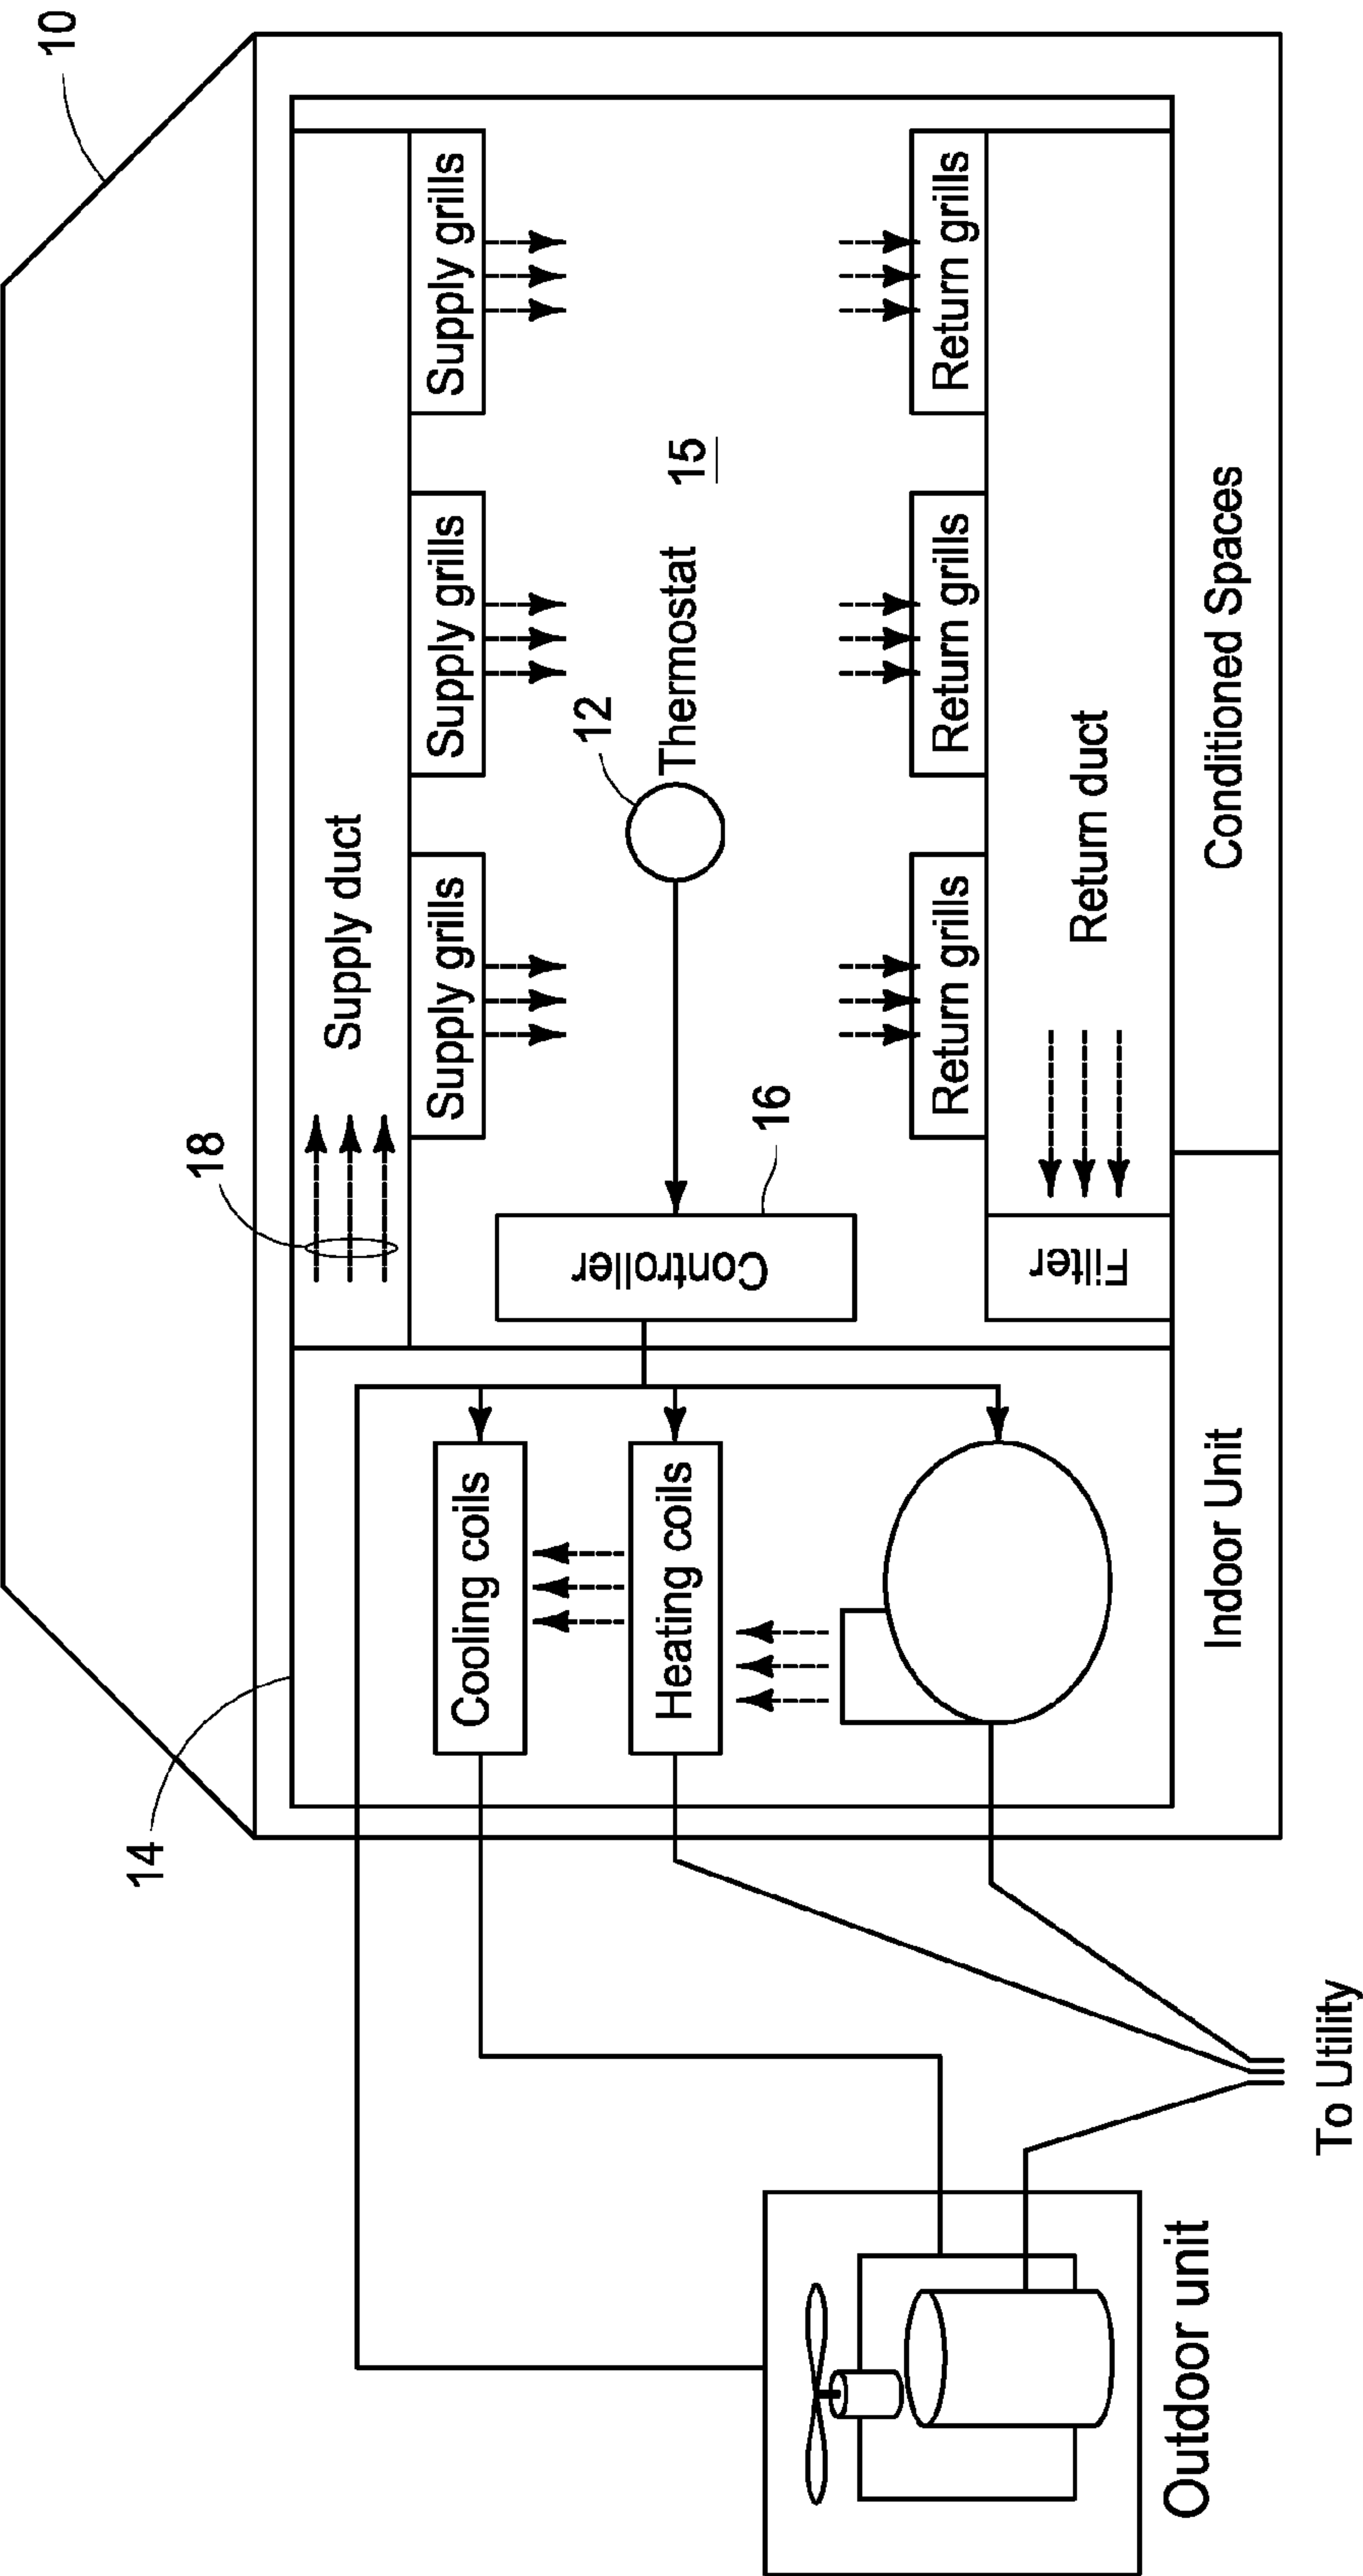 10
14
18
Supply duct
Supply grills
Supply grills
Supply grills
Cooling coils
12
Thermostat
15
Heating coils
Controller
16
Return grills
Return grills
Return grills
Return duct
Filter
Indoor Unit
Conditioned Spaces
Outdoor unit
To Utility